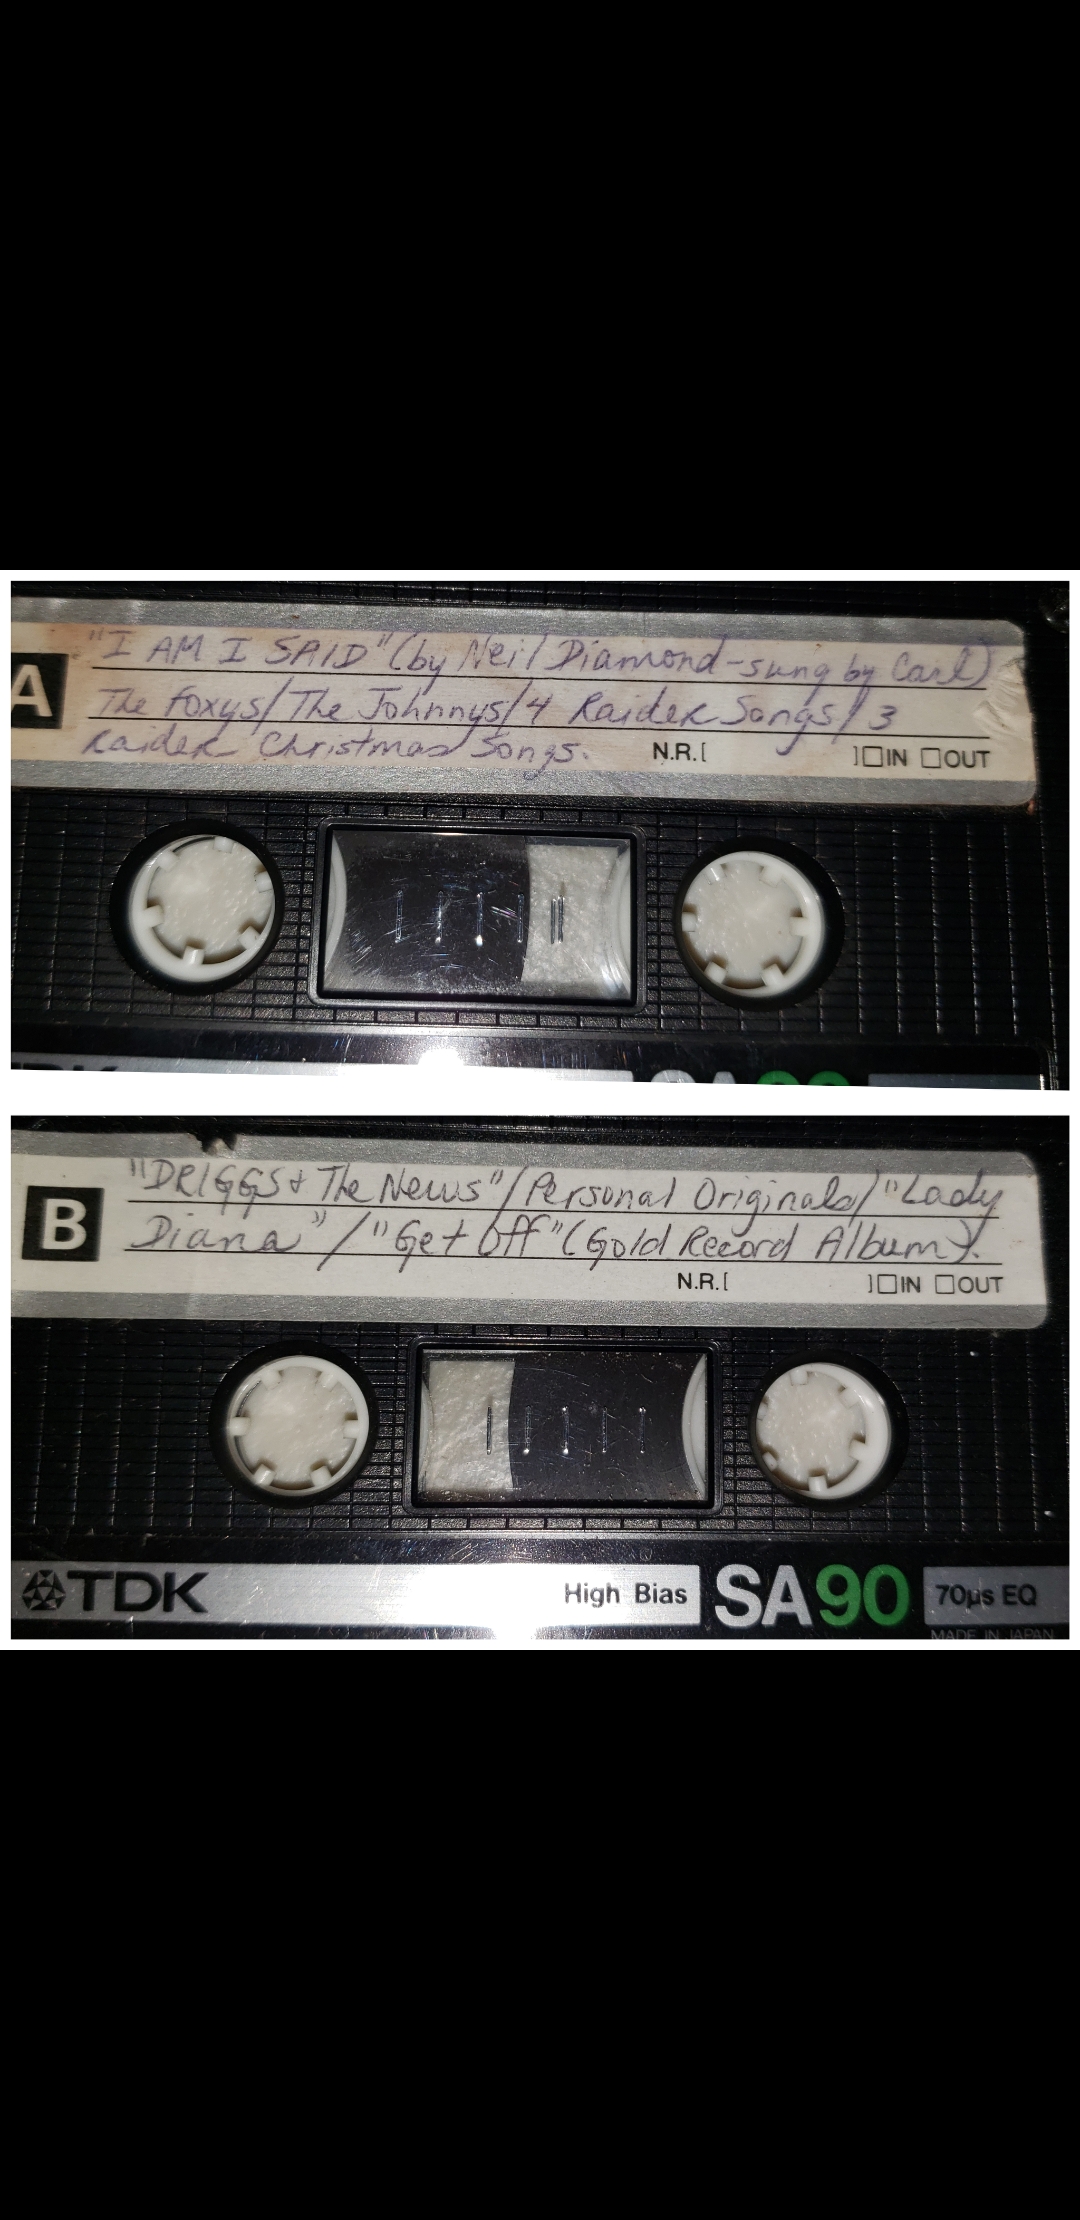 A
"I AM I SAID" (by Neil Diamond - sung by Carl)
The Foxys/The Johnnys/4 Raider Songs/3
Raider Christmas Songs.
N.R.[ ]☐IN ☐OUT
B
"DRIGGS & The News"/Personal Originals/"Lady
Diana"/"Get Off" (Gold Record Album).
N.R.[ ]☐IN ☐OUT
TDK High Bias SA90 70µs EQ
MADE IN JAPAN